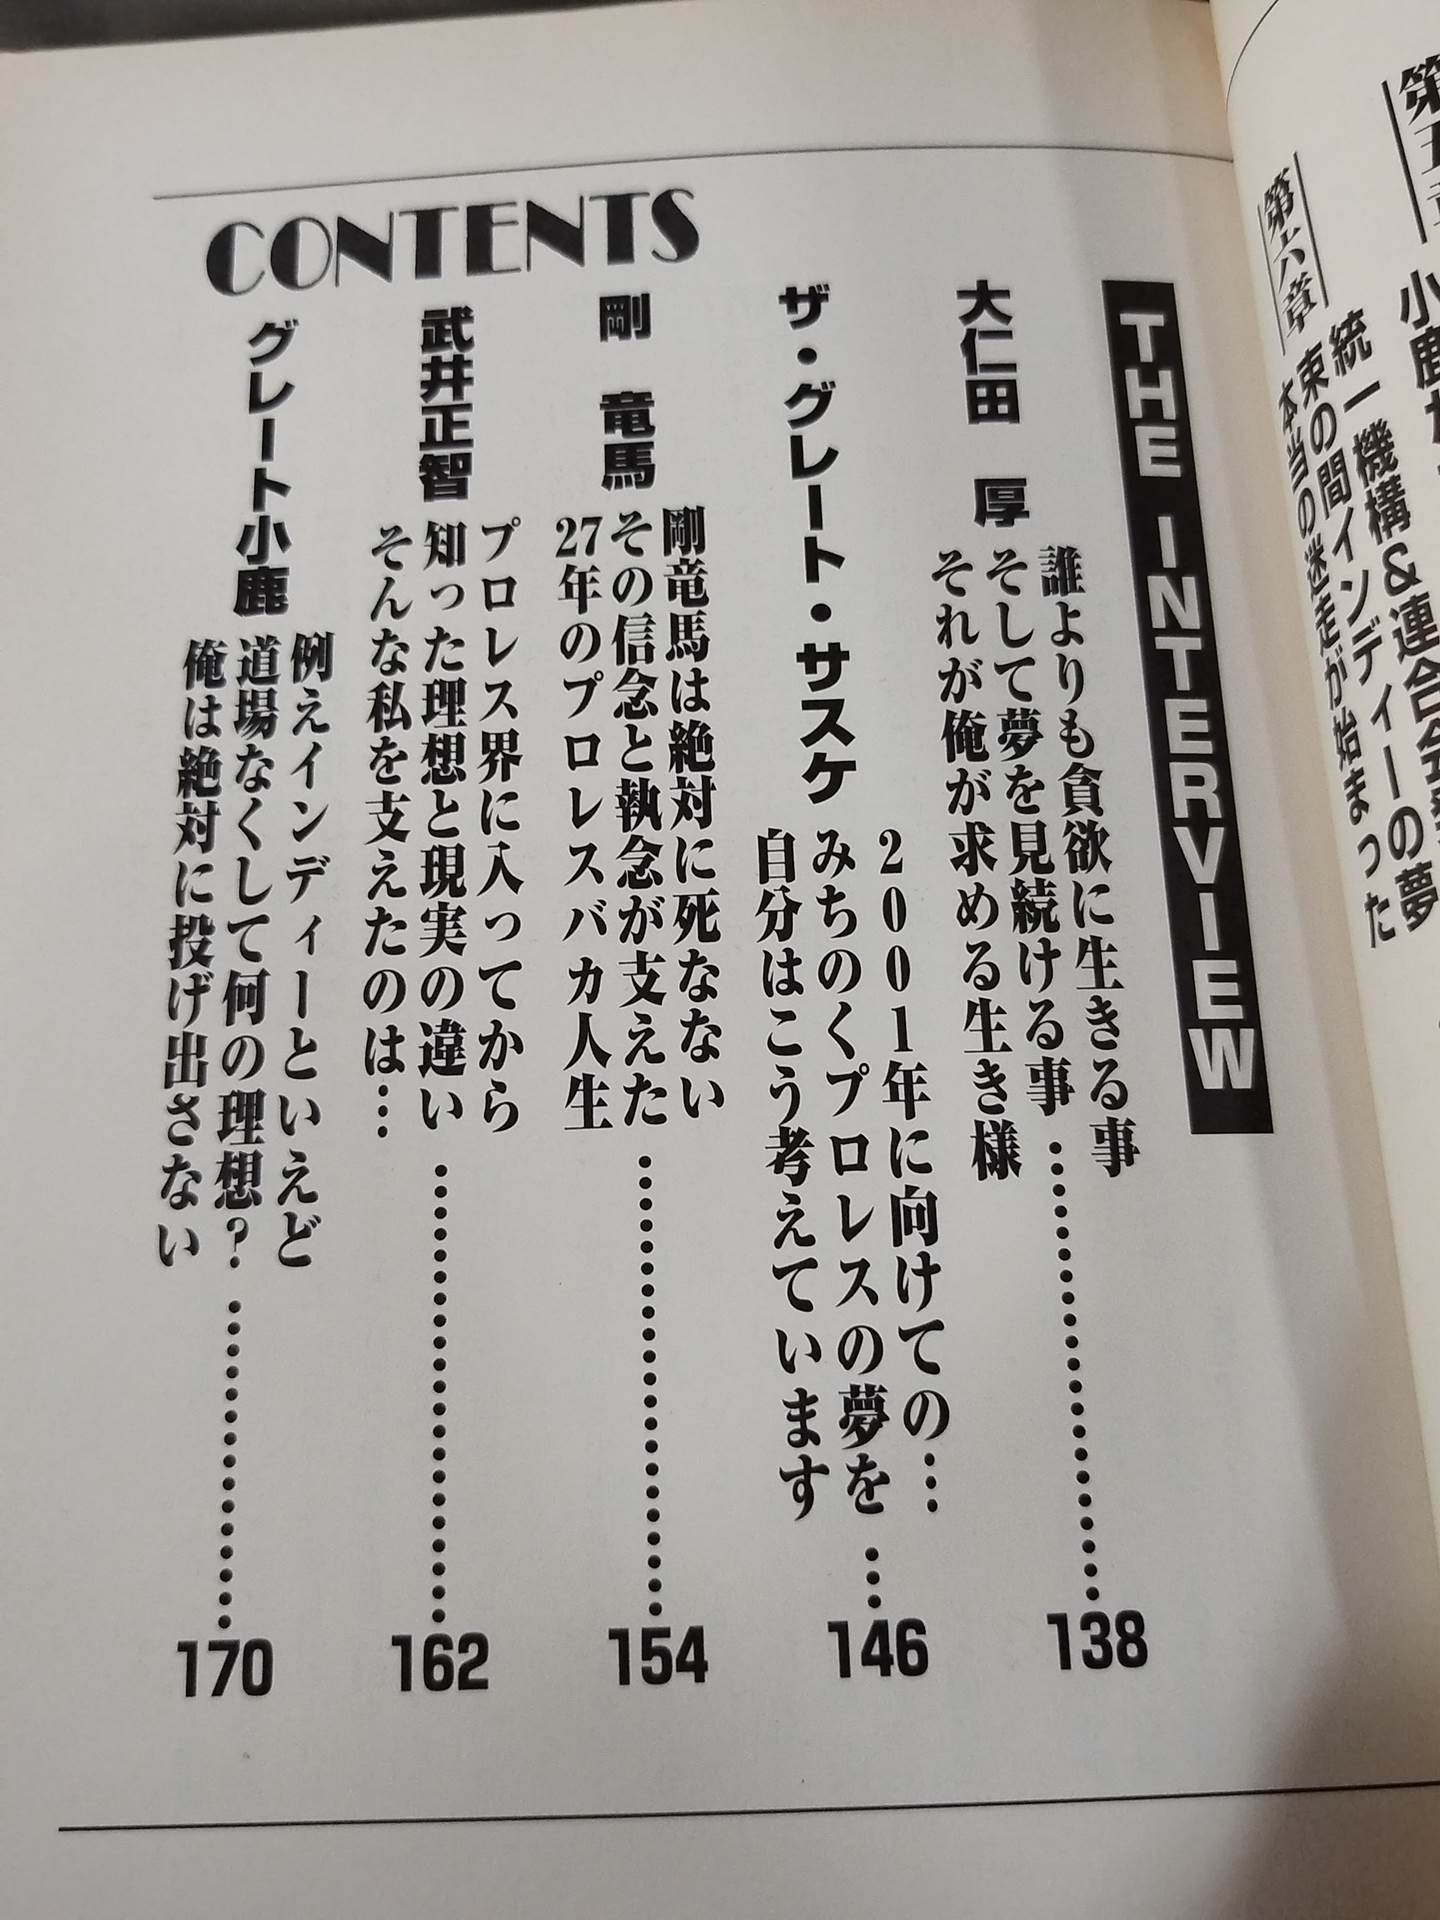 第六章
統一機構&連合会
束の間インディーの夢
本当の迷走が始まった
THE INTERVIEW
大仁田 厚
誰よりも貪欲に生きる事
そして夢を見続ける事……………………138
それが俺が求める生き様
ザ・グレート・サスケ
2001年に向けての…
みちのくプロレスの夢を…146
自分はこう考えています
剛 竜馬
剛竜馬は絶対に死なない
その信念と執念が支えた……………………154
27年のプロレスバカ人生
武井正智
プロレス界に入ってから
知った理想と現実の違い……………………162
そんな私を支えたのは…
グレート小鹿
例えインディーといえど
道場なくして何の理想?………………170
俺は絶対に投げ出さない
CONTENTS